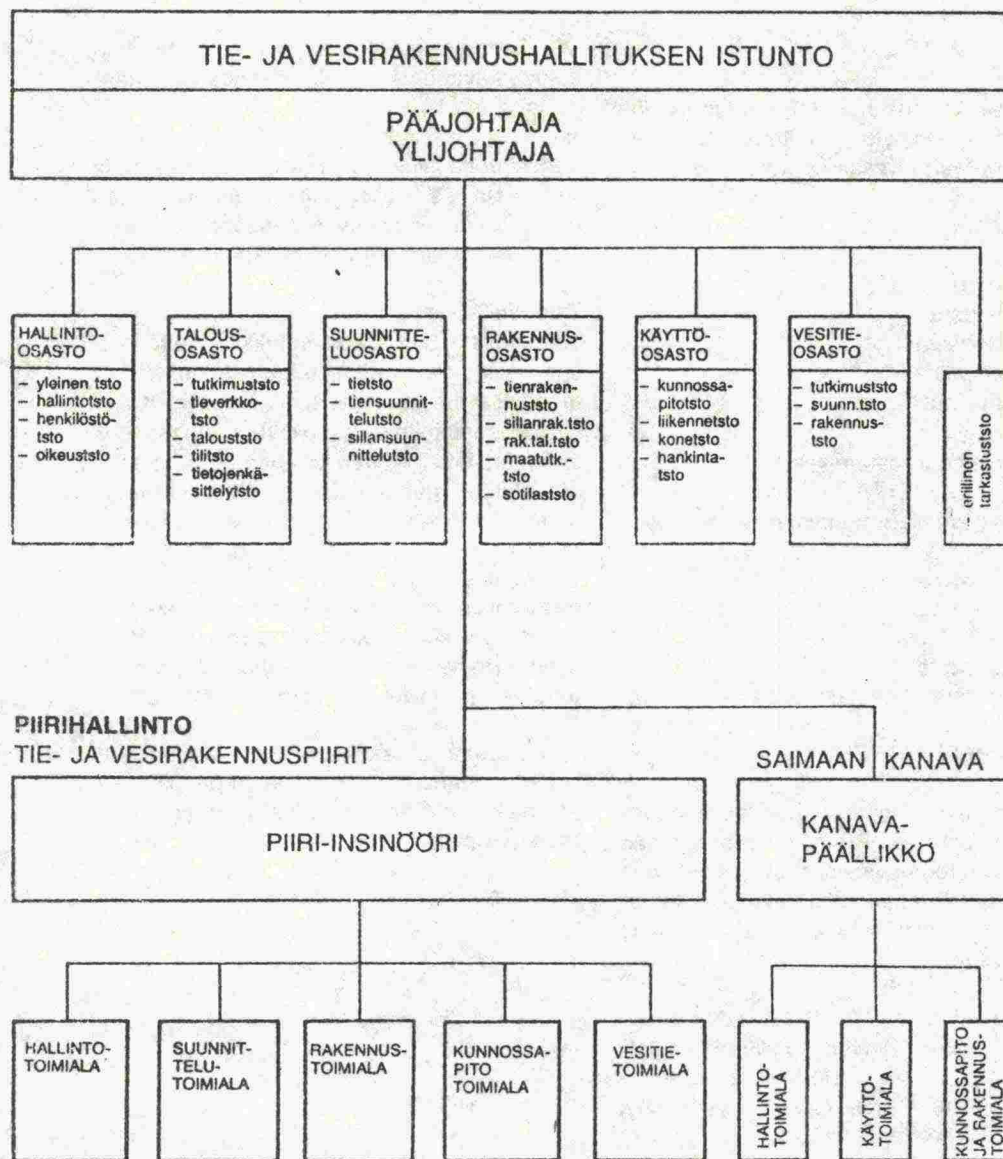 TIE- JA VESIRAKENNUSHALLITUKSEN ISTUNTO
PÄÄJOHTAJA
YLIJOHTAJA
HALLINTO-
OSASTO
– yleinen tsto
– hallintotsto
– henkilöstö-
tsto
– oikeuststo
TALOUS-
OSASTO
– tutkimuststo
– tieverkko-
tsto
– talouststo
– tilitsto
– tietojenkä-
sittelytsto
SUUNNITTE-
LUOSASTO
– tietsto
– tiensuunnit-
telutsto
– sillansuun-
nittelutsto
RAKENNUS-
OSASTO
– tienraken-
nuststo
– sillanrak.tsto
– rak.tal.tsto
– maatutk.-
tsto
– sotilaststo
KÄYTTÖ-
OSASTO
– kunnossa-
pitotsto
– liikennetsto
– konetsto
– hankinta-
tsto
VESITIE-
OSASTO
– tutkimuststo
– suunn.tsto
– rakennus-
tsto
erillinen
tarkastuststo
PIIRIHALLINTO
TIE- JA VESIRAKENNUSPIIRIT
SAIMAAN KANAVA
PIIRI-INSINÖÖRI
KANAVA-
PÄÄLLIKKÖ
HALLINTO-
TOIMIALA
SUUNNIT-
TELU-
TOIMIALA
RAKENNUS-
TOIMIALA
KUNNOSSA-
PITO
TOIMIALA
VESITIE-
TOIMIALA
HALLINTO-
TOIMIALA
KÄYTTÖ-
TOIMIALA
KUNNOSSAPITO
JA RAKENNUS-
TOIMIALA